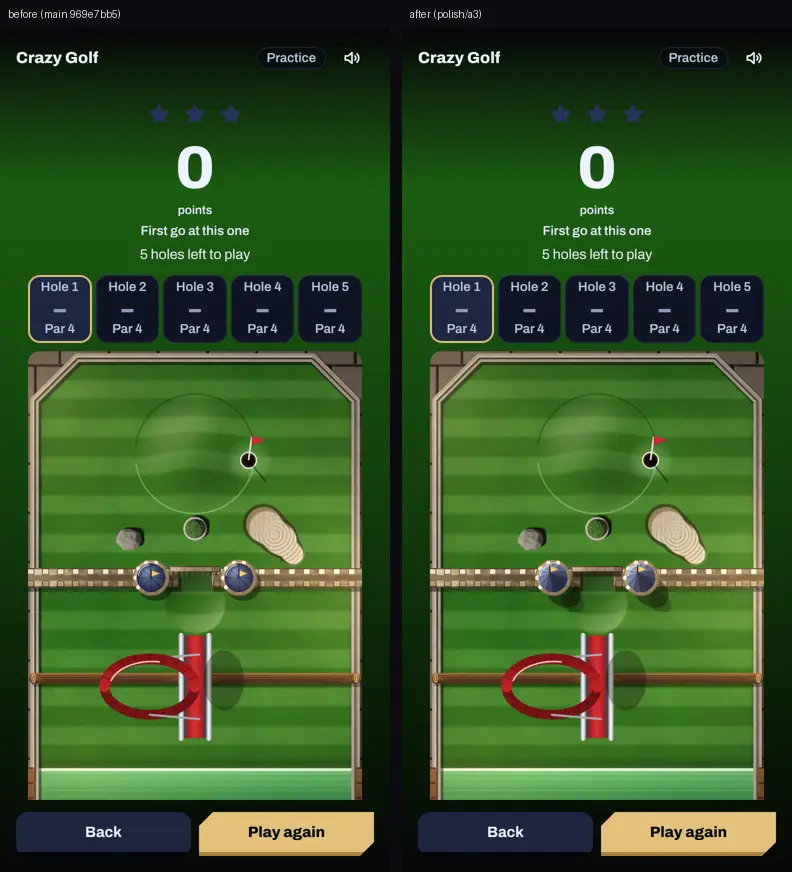 before (main 969e7bb5)
Crazy Golf
Practice
0
points
First go at this one
5 holes left to play
Hole 1 Hole 2 Hole 3 Hole 4 Hole 5
Par 4 Par 4 Par 4 Par 4 Par 4
Back
Play again
after (polish/a3)
Crazy Golf
Practice
0
points
First go at this one
5 holes left to play
Hole 1 Hole 2 Hole 3 Hole 4 Hole 5
Par 4 Par 4 Par 4 Par 4 Par 4
Back
Play again